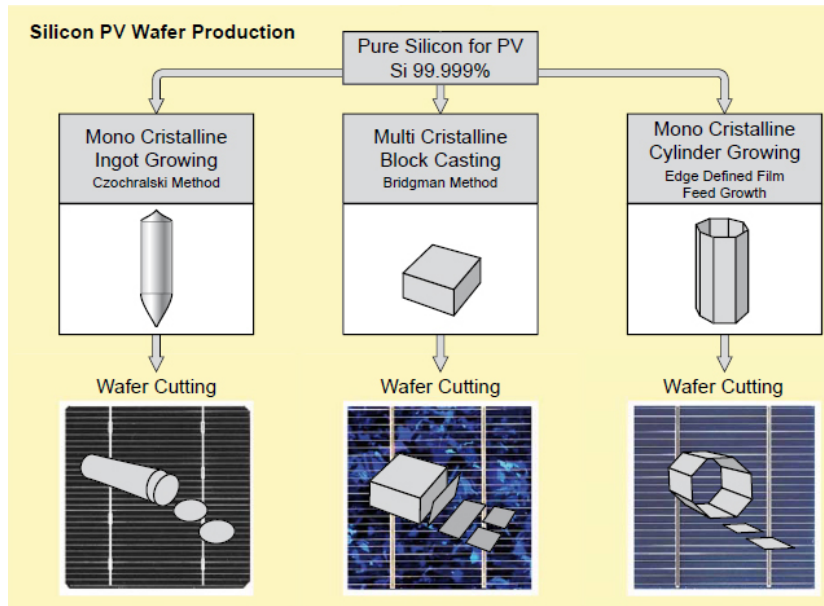 Silicon PV Wafer Production
Pure Silicon for PV
Si 99.999%
Mono Cristalline
Ingot Growing
Czochralski Method
Multi Cristalline
Block Casting
Bridgman Method
Mono Cristalline
Cylinder Growing
Edge Defined Film
Feed Growth
Wafer Cutting
Wafer Cutting
Wafer Cutting